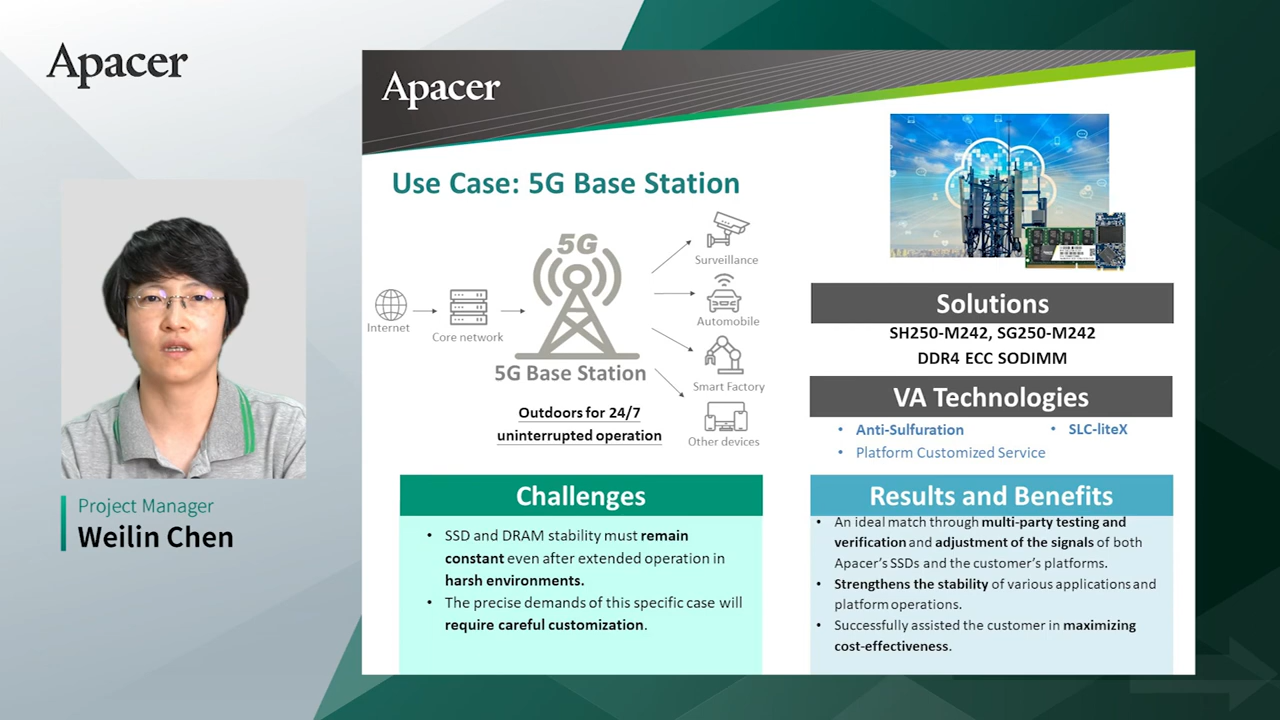 Apacer
Project Manager
Weilin Chen
Apacer
Use Case: 5G Base Station
5G
Internet
Core network
5G Base Station
Surveillance
Automobile
Smart Factory
Other devices
Outdoors for 24/7
uninterrupted operation
Solutions
SH250-M242, SG250-M242
DDR4 ECC SODIMM
VA Technologies
• Anti-Sulfuration
• SLC-liteX
• Platform Customized Service
Challenges
• SSD and DRAM stability must remain
constant even after extended operation in
harsh environments.
• The precise demands of this specific case will
require careful customization.
Results and Benefits
• An ideal match through multi-party testing and
verification and adjustment of the signals of both
Apacer's SSDs and the customer's platforms.
• Strengthens the stability of various applications and
platform operations.
• Successfully assisted the customer in maximizing
cost-effectiveness.